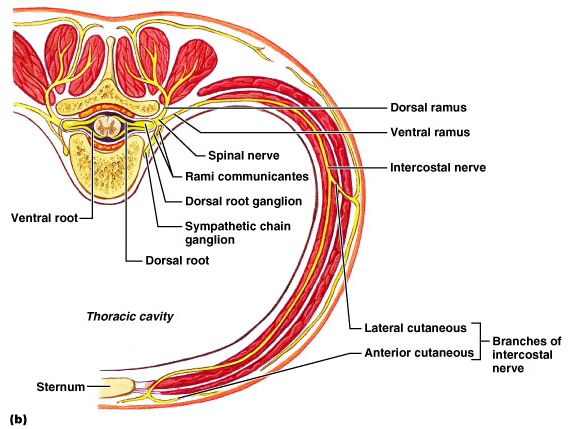 Dorsal ramus
Ventral ramus
Spinal nerve
Intercostal nerve
Rami communicantes
Dorsal root ganglion
Ventral root
Sympathetic chain
ganglion
Dorsal root
Thoracic cavity
Lateral cutaneous
Anterior cutaneous
Branches of
intercostal
nerve
Sternum
(b)